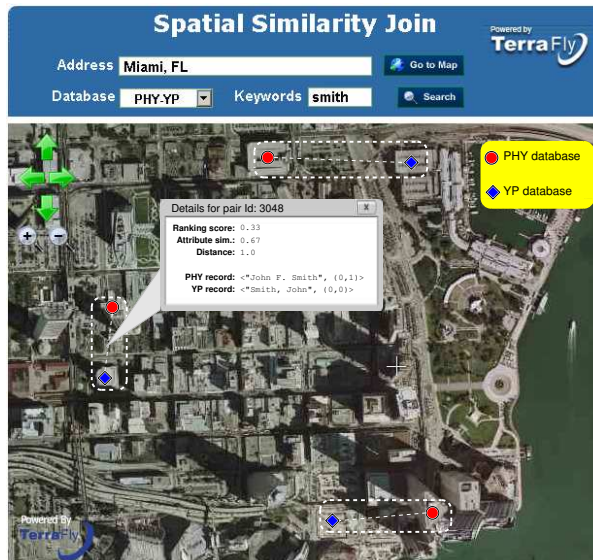 Spatial Similarity Join
Powered by
TerraFly
Address Miami, FL Go to Map
Database PHY-YP Keywords smith Search
PHY database
YP database
Details for pair Id: 3048 X
Ranking score: 0.33
Attribute sim.: 0.67
Distance: 1.0
PHY record: <"John F. Smith", (0,1)>
YP record: <"Smith, John", (0,0)>
Powered By
TerraFly